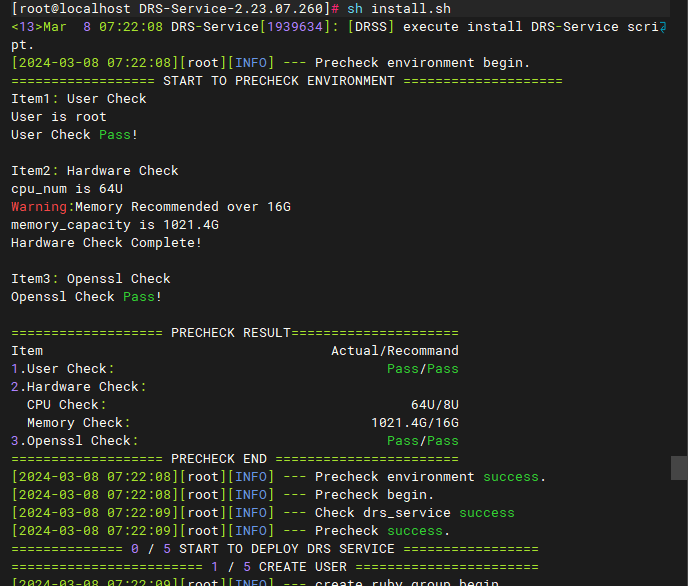 [root@localhost DRS-Service-2.23.07.260]# sh install.sh
<13>Mar  8 07:22:08 DRS-Service[1939634]: [DRSS] execute install DRS-Service scri
pt.
[2024-03-08 07:22:08][root][INFO] --- Precheck environment begin.
================== START TO PRECHECK ENVIRONMENT ====================
Item1: User Check
User is root
User Check Pass!
Item2: Hardware Check
cpu_num is 64U
Warning:Memory Recommended over 16G
memory_capacity is 1021.4G
Hardware Check Complete!
Item3: Openssl Check
Openssl Check Pass!
=================== PRECHECK RESULT=====================
Item                                    Actual/Recommand
1.User Check:                                  Pass/Pass
2.Hardware Check:
  CPU Check:                                      64U/8U
  Memory Check:                              1021.4G/16G
3.Openssl Check:                               Pass/Pass
=================== PRECHECK END =======================
[2024-03-08 07:22:08][root][INFO] --- Precheck environment success.
[2024-03-08 07:22:08][root][INFO] --- Precheck begin.
[2024-03-08 07:22:09][root][INFO] --- Check drs_service success
[2024-03-08 07:22:09][root][INFO] --- Precheck success.
============== 0 / 5 START TO DEPLOY DRS SERVICE =================
======================== 1 / 5 CREATE USER =======================
[2024-03-08 07:22:09][root][INFO] --- create ruby group begin